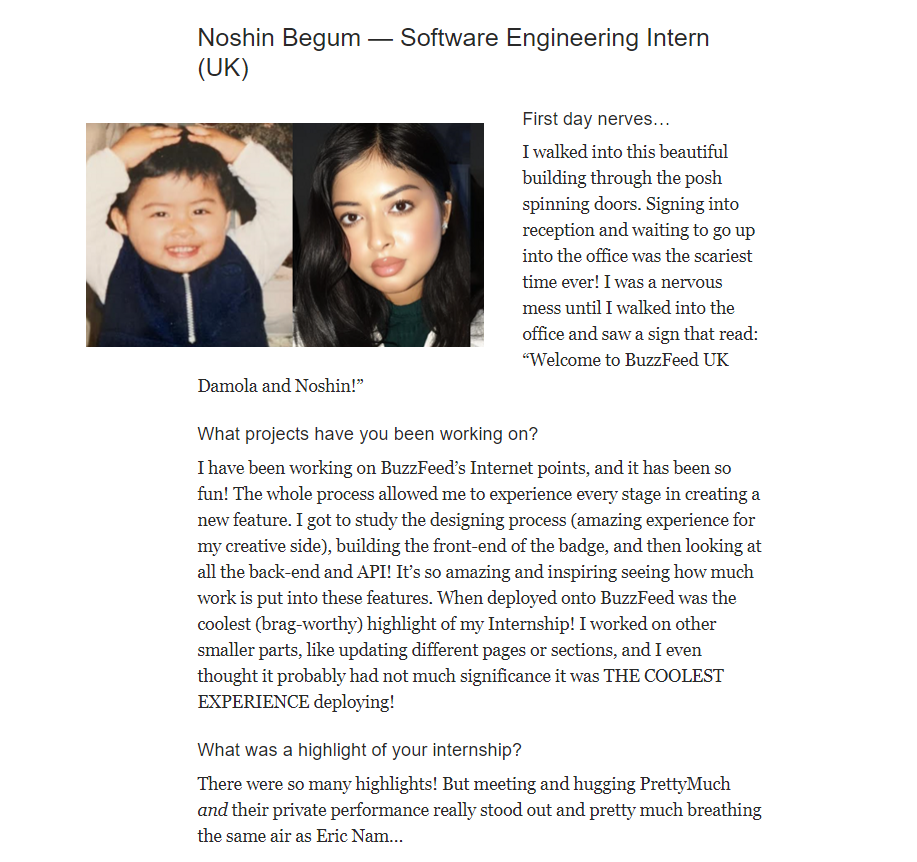 Noshin Begum — Software Engineering Intern
(UK)
First day nerves…
I walked into this beautiful
building through the posh
spinning doors. Signing into
reception and waiting to go up
into the office was the scariest
time ever! I was a nervous
mess until I walked into the
office and saw a sign that read:
“Welcome to BuzzFeed UK
Damola and Noshin!”
What projects have you been working on?
I have been working on BuzzFeed’s Internet points, and it has been so
fun! The whole process allowed me to experience every stage in creating a
new feature. I got to study the designing process (amazing experience for
my creative side), building the front-end of the badge, and then looking at
all the back-end and API! It’s so amazing and inspiring seeing how much
work is put into these features. When deployed onto BuzzFeed was the
coolest (brag-worthy) highlight of my Internship! I worked on other
smaller parts, like updating different pages or sections, and I even
thought it probably had not much significance it was THE COOLEST
EXPERIENCE deploying!
What was a highlight of your internship?
There were so many highlights! But meeting and hugging PrettyMuch
and their private performance really stood out and pretty much breathing
the same air as Eric Nam…